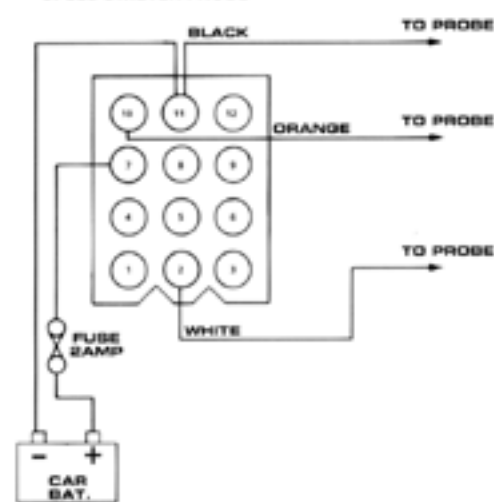 BLACK
TO PROBE
10 11 12
ORANGE
TO PROBE
7 8 9
4 5 6
TO PROBE
1 2 3
WHITE
FUSE
2AMP
- +
CAR
BAT.